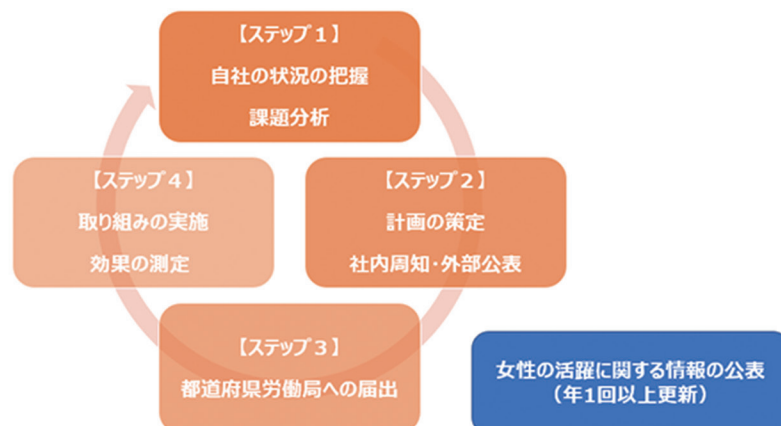 【ステップ１】
自社の状況の把握
課題分析
【ステップ２】
計画の策定
社内周知・外部公表
【ステップ３】
都道府県労働局への届出
【ステップ４】
取り組みの実施
効果の測定
女性の活躍に関する情報の公表
（年1回以上更新）